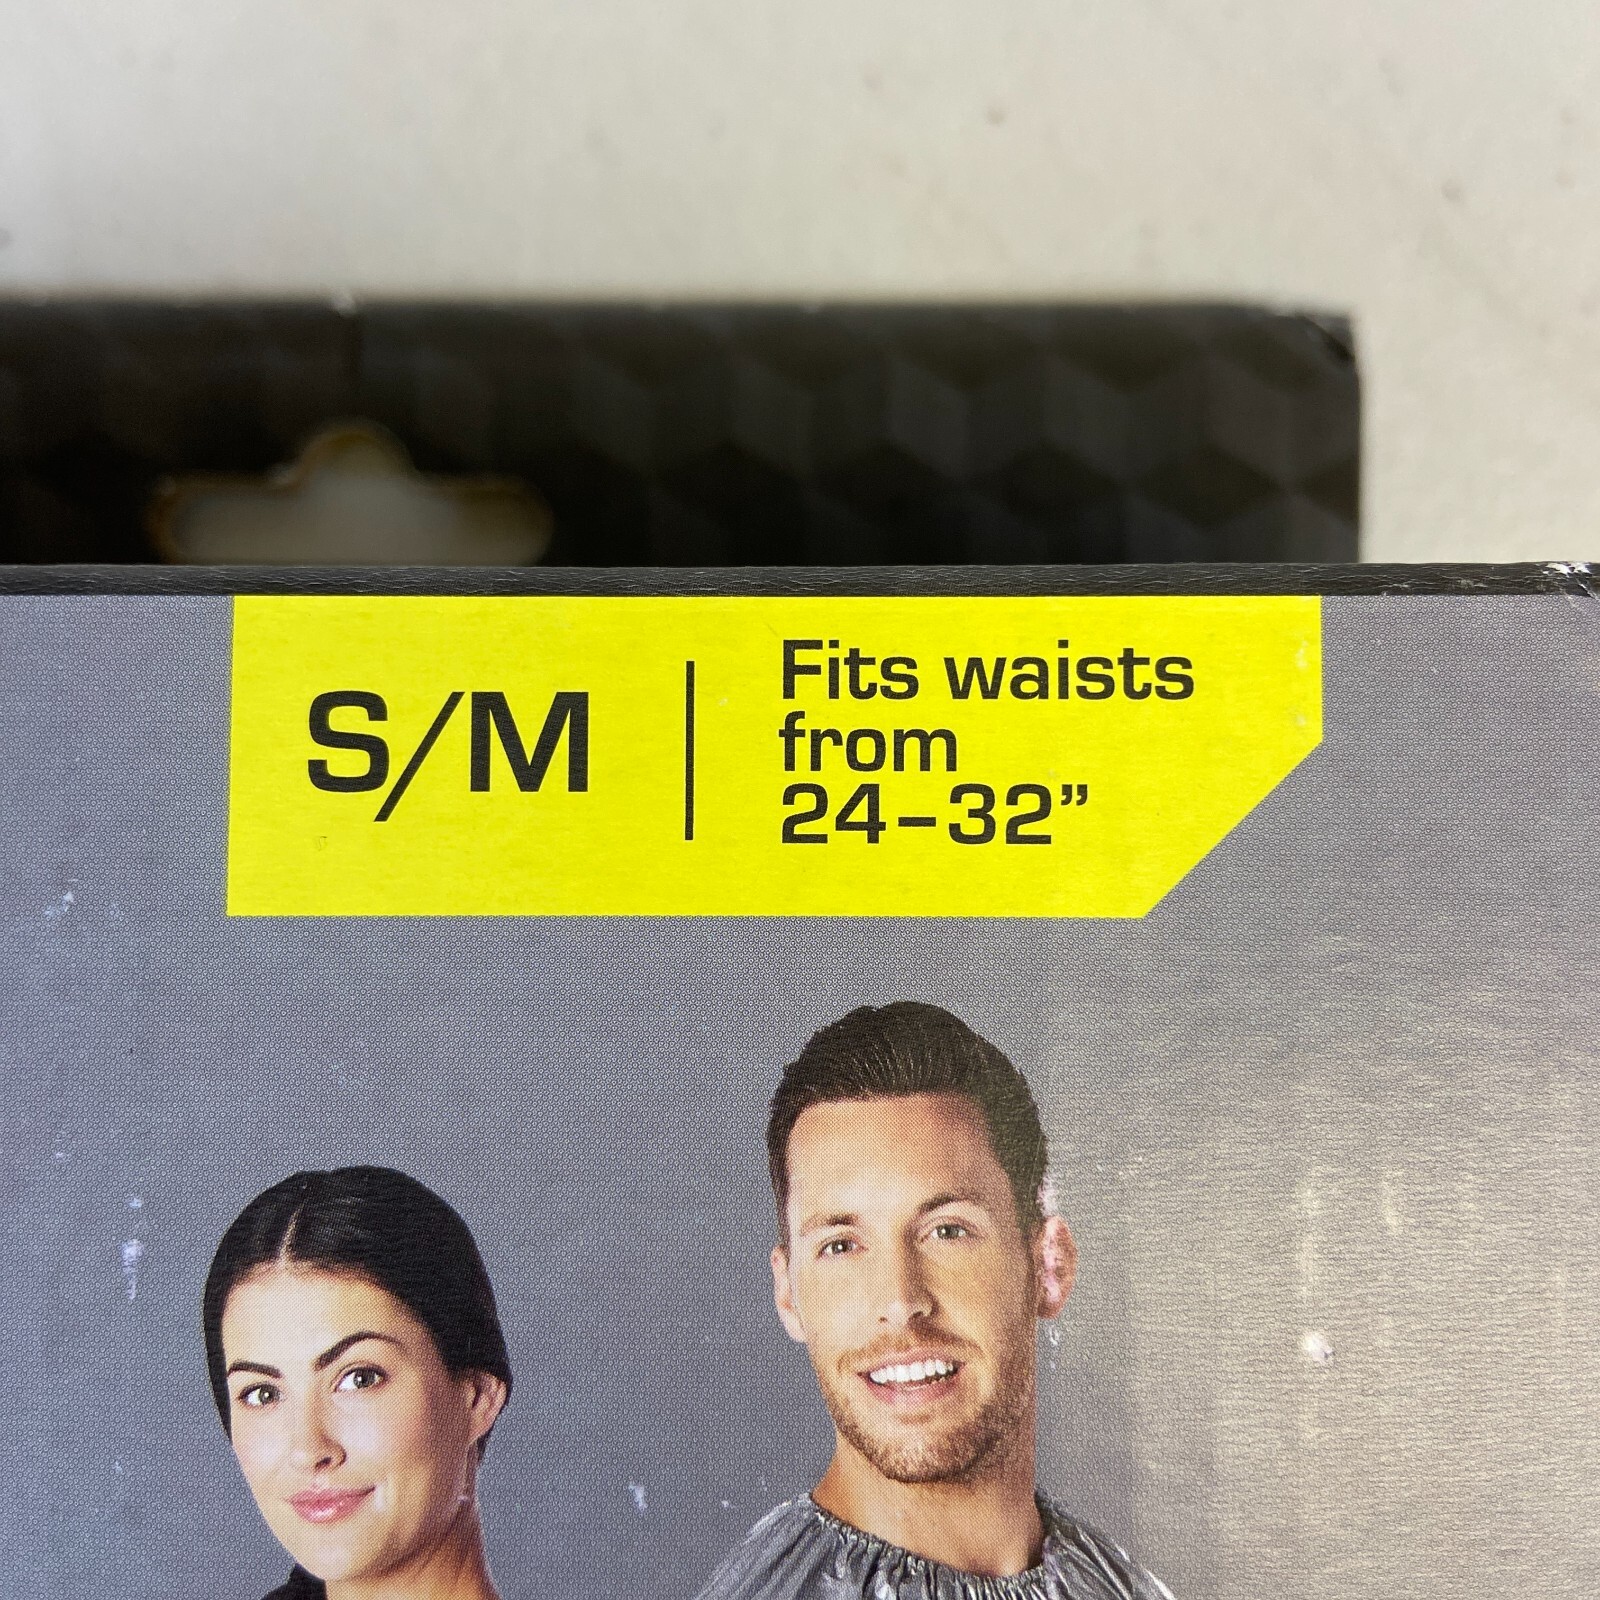 S/M
Fits waists
from
24-32”